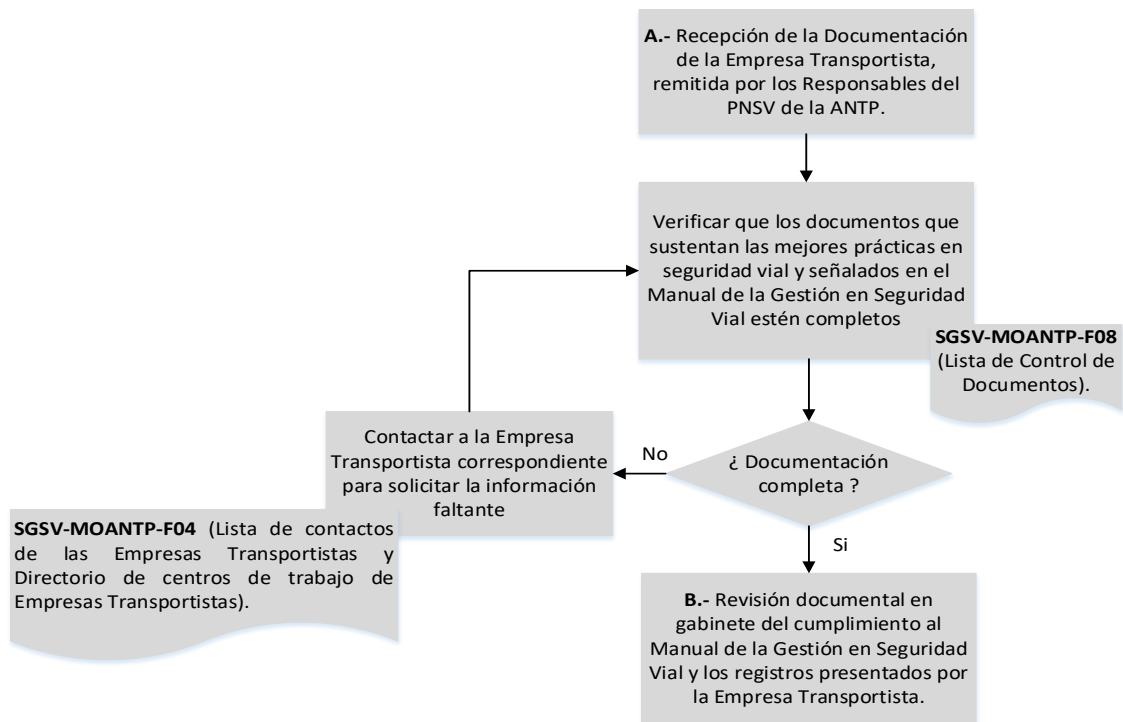 A.- Recepción de la Documentación
de la Empresa Transportista,
remitida por los Responsables del
PNSV de la ANTP.
Verificar que los documentos que
sustentan las mejores prácticas en
seguridad vial y señalados en el
Manual de la Gestión en Seguridad
Vial estén completos
SGSV-MOANTP-F08
(Lista de Control de
Documentos).
¿ Documentación
completa ?
No
Contactar a la Empresa
Transportista correspondiente
para solicitar la información
faltante
SGSV-MOANTP-F04 (Lista de contactos
de las Empresas Transportistas y
Directorio de centros de trabajo de
Empresas Transportistas).
Si
B.- Revisión documental en
gabinete del cumplimiento al
Manual de la Gestión en Seguridad
Vial y los registros presentados por
la Empresa Transportista.